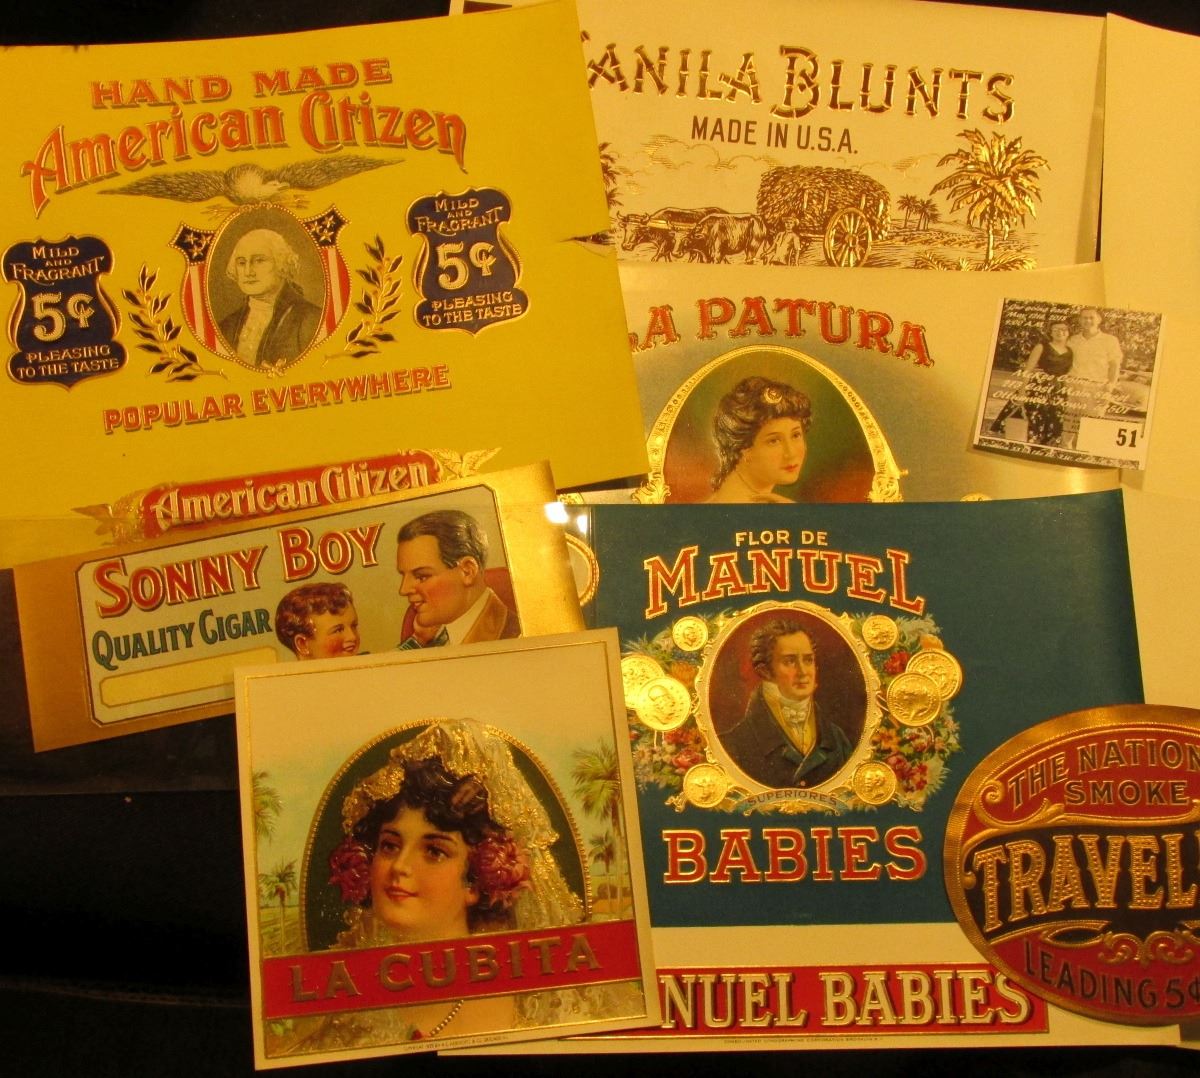 HAND MADE
American Citizen
MILD
AND
FRAGRANT
5¢
PLEASING
TO THE TASTE
MILD
AND
FRAGRANT
5¢
PLEASING
TO THE TASTE
POPULAR EVERYWHERE
American Citizen
ANILA BLUNTS
MADE IN U.S.A.
LA PATURA
51
SONNY BOY
QUALITY CIGAR
FLOR DE
MANUEL
SUPERIORES
BABIES
NUEL BABIES
LA CUBITA
THE NATION
SMOKE
TRAVEL
LEADING 5¢